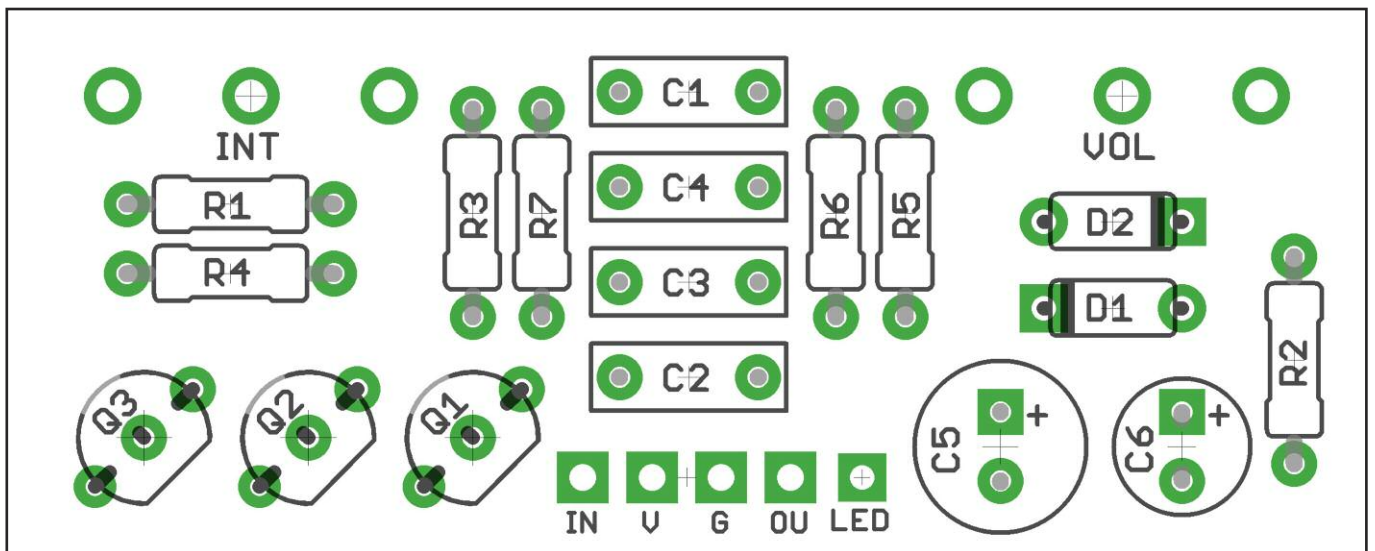 C1
INT
VOL
R3
R7
C4
R6
R5
R1
D2
R4
C3
D1
R2
Q3
Q2
Q1
C2
C5
+
C6
+
IN
V
G
OU
LED